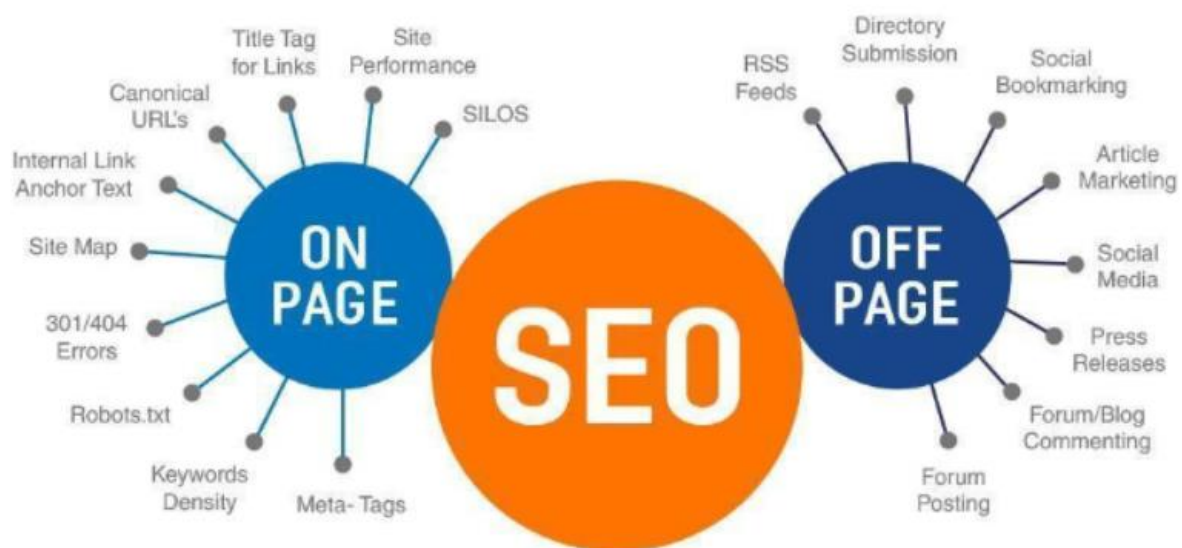 Title Tag
for Links
Site
Performance
SILOS
Canonical
URL's
Internal Link
Anchor Text
Site Map
301/404
Errors
Robots.txt
Keywords
Density
Meta- Tags
ON
PAGE
SEO
OFF
PAGE
RSS
Feeds
Directory
Submission
Social
Bookmarking
Article
Marketing
Social
Media
Press
Releases
Forum/Blog
Commenting
Forum
Posting